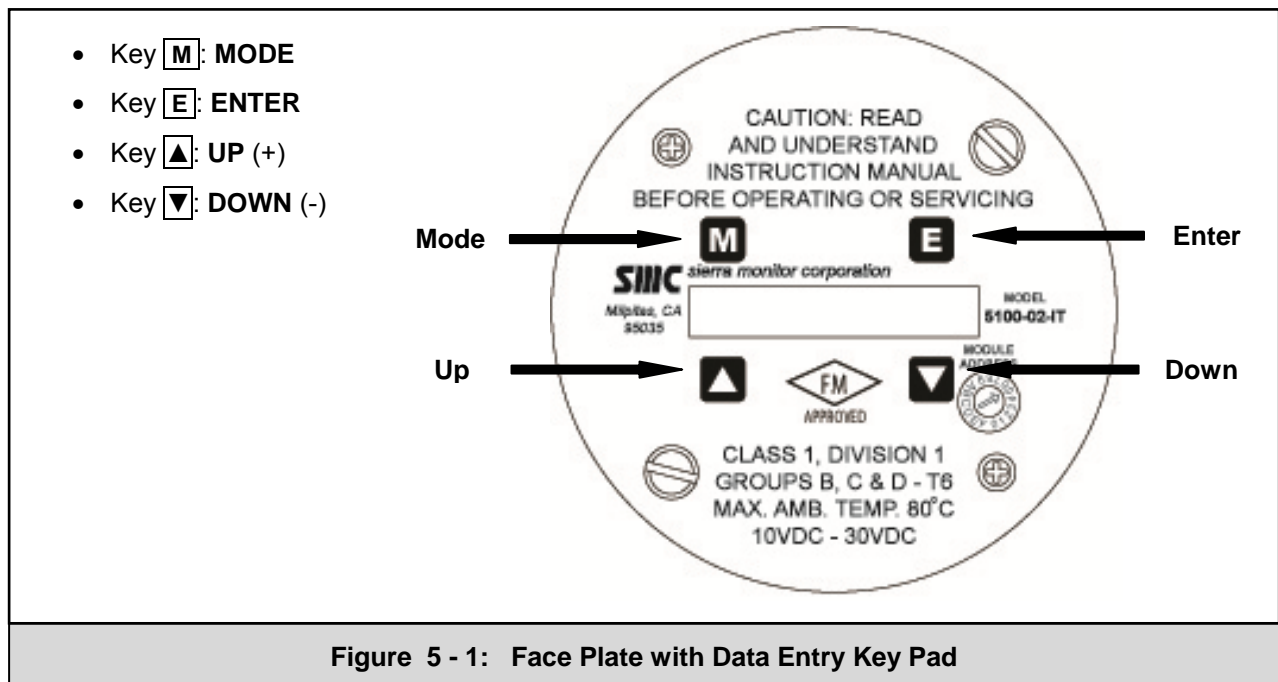 • Key M: MODE
• Key E: ENTER
• Key ▲: UP (+)
• Key ▼: DOWN (-)
CAUTION: READ
AND UNDERSTAND
INSTRUCTION MANUAL
BEFORE OPERATING OR SERVICING
Mode
M
E
Enter
SMC
sierra monitor corporation
Milpitas, CA
95035
MODEL
5100-02-IT
Up
FM
APPROVED
MODULE
ADDRESS
Down
CLASS 1, DIVISION 1
GROUPS B, C & D - T6
MAX. AMB. TEMP. 80°C
10VDC - 30VDC
Figure 5 - 1: Face Plate with Data Entry Key Pad